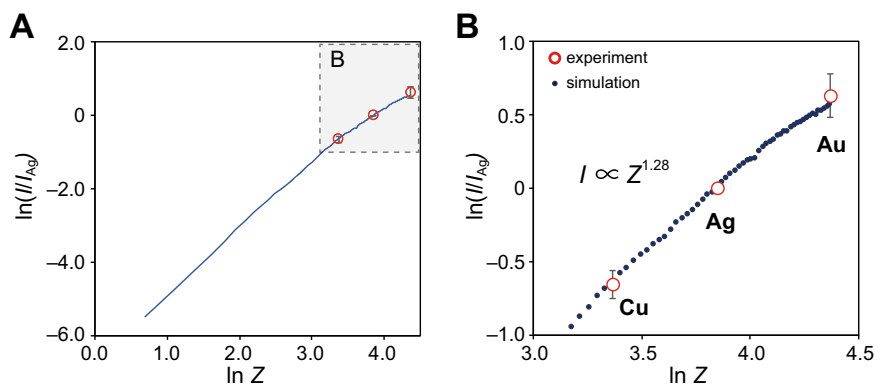 A
2.0
0
–2.0
–4.0
–6.0
ln(I/I_Ag)
B
0.0
1.0
2.0
3.0
4.0
ln Z
B
1.0
0.5
0
–0.5
–1.0
ln(I/I_Ag)
experiment
simulation
I ∝ Z^1.28
Au
Ag
Cu
3.0
3.5
4.0
4.5
ln Z